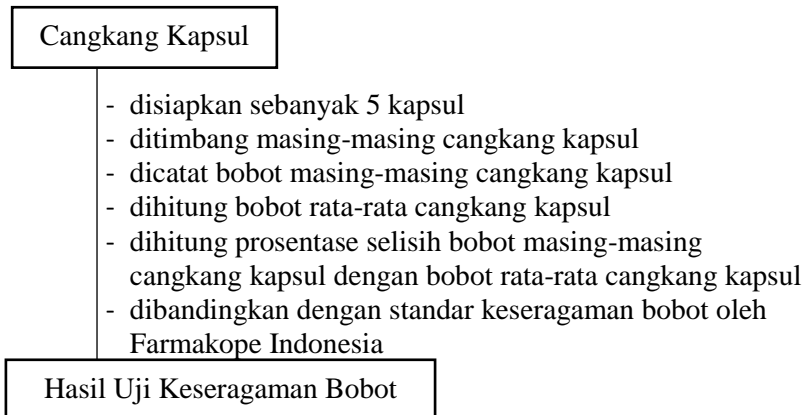 Cangkang Kapsul
- disiapkan sebanyak 5 kapsul
- ditimbang masing-masing cangkang kapsul
- dicatat bobot masing-masing cangkang kapsul
- dihitung bobot rata-rata cangkang kapsul
- dihitung prosentase selisih bobot masing-masing
cangkang kapsul dengan bobot rata-rata cangkang kapsul
- dibandingkan dengan standar keseragaman bobot oleh
Farmakope Indonesia
Hasil Uji Keseragaman Bobot